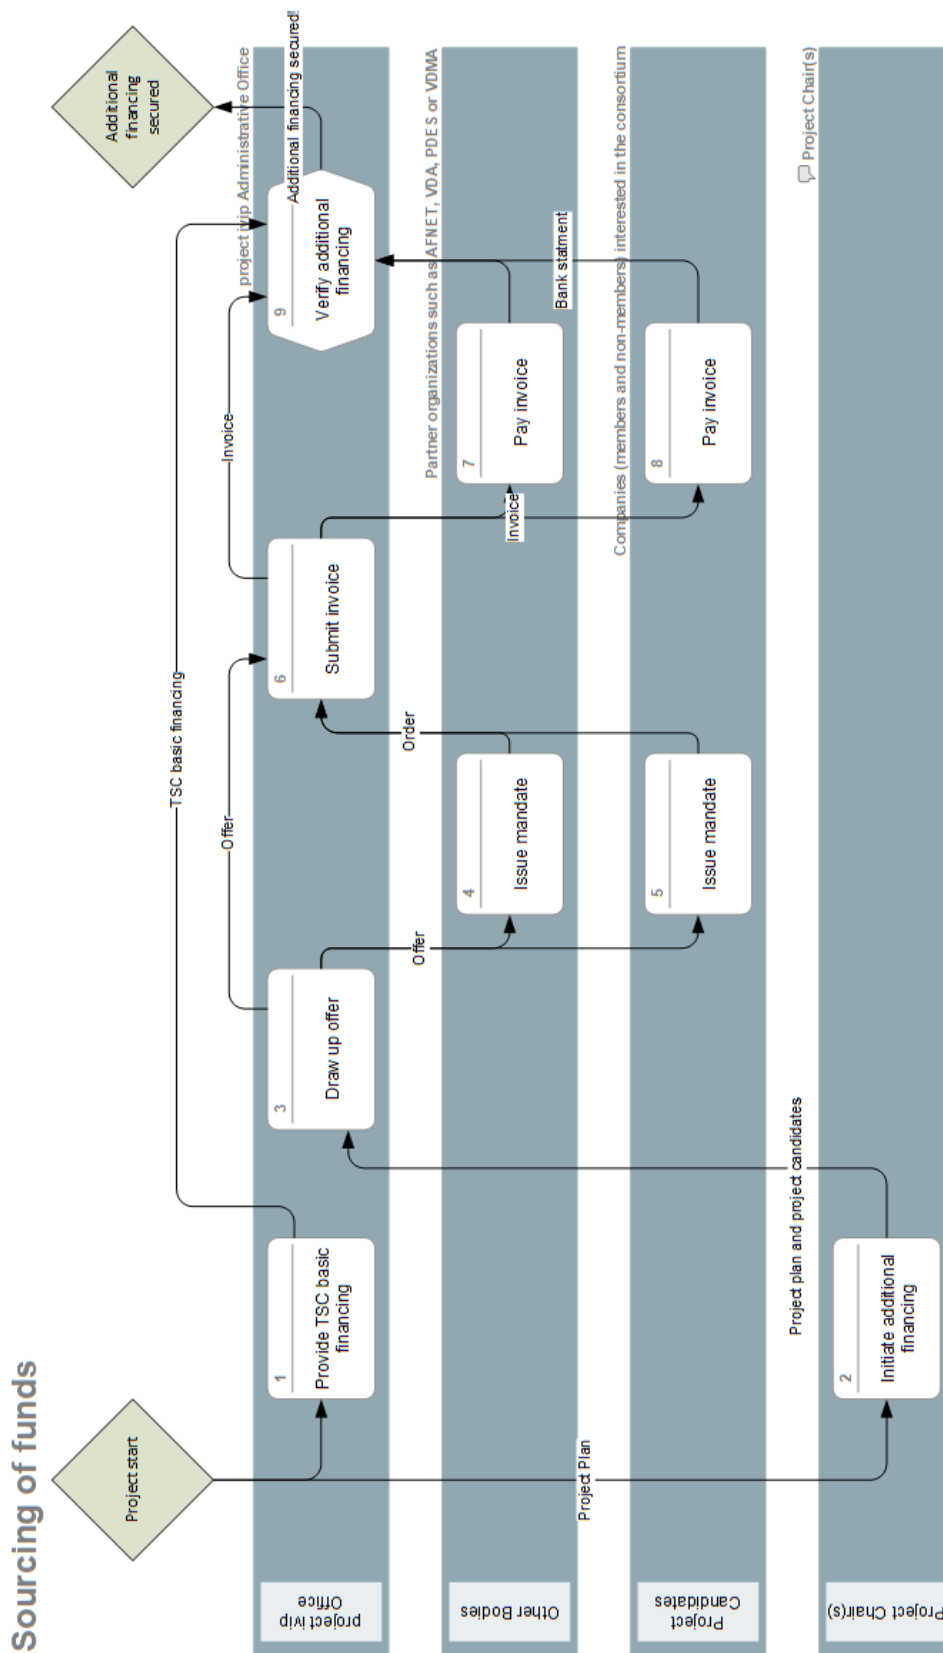 Sourcing of funds
Project start
Additional
financing
secured
project ivip
Office
project ivip Administrative Office
1
Provide TSC basic
financing
TSC basic financing
3
Draw up offer
Offer
6
Submit invoice
Invoice
9
Verify additional
financing
Additional financing secured!
Other Bodies
Partner organizations such as AFNET, VDA, PDES or VDMA
Offer
4
Issue mandate
Order
Invoice
7
Pay invoice
Bank statment
Project
Candidates
Companies (members and non-members) interested in the consortium
5
Issue mandate
8
Pay invoice
Project Plan
Project plan and project candidates
Project Chair(s)
Project Chair(s)
2
Initiate additional
financing